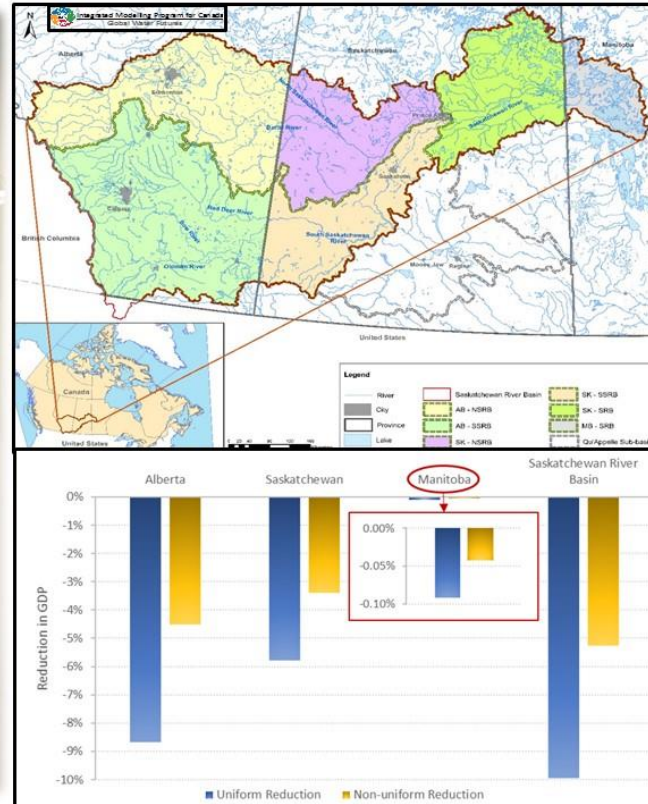 Integrated Modelling Program for Canada
Global Water Futures
N
Alberta
Saskatchewan
Manitoba
Edmonton
Battle River
Saskatchewan River
Prince Albert
Saskatoon
Calgary
Red Deer River
Bow River
South Saskatchewan River
British Columbia
Oldman River
Moose Jaw
Regina
United States
Canada
United States
Legend
River
City
Province
Lake
Saskatchewan River Basin
AB - NSRB
AB - SSRB
SK - NSRB
SK - SSRB
SK - SRB
MB - SRB
Qu'Appelle Sub-basin
Alberta
Saskatchewan
Manitoba
Saskatchewan River
Basin
0%
-1%
-2%
-3%
-4%
-5%
-6%
-7%
-8%
-9%
-10%
Reduction in GDP
0.00%
-0.05%
-0.10%
Uniform Reduction
Non-uniform Reduction